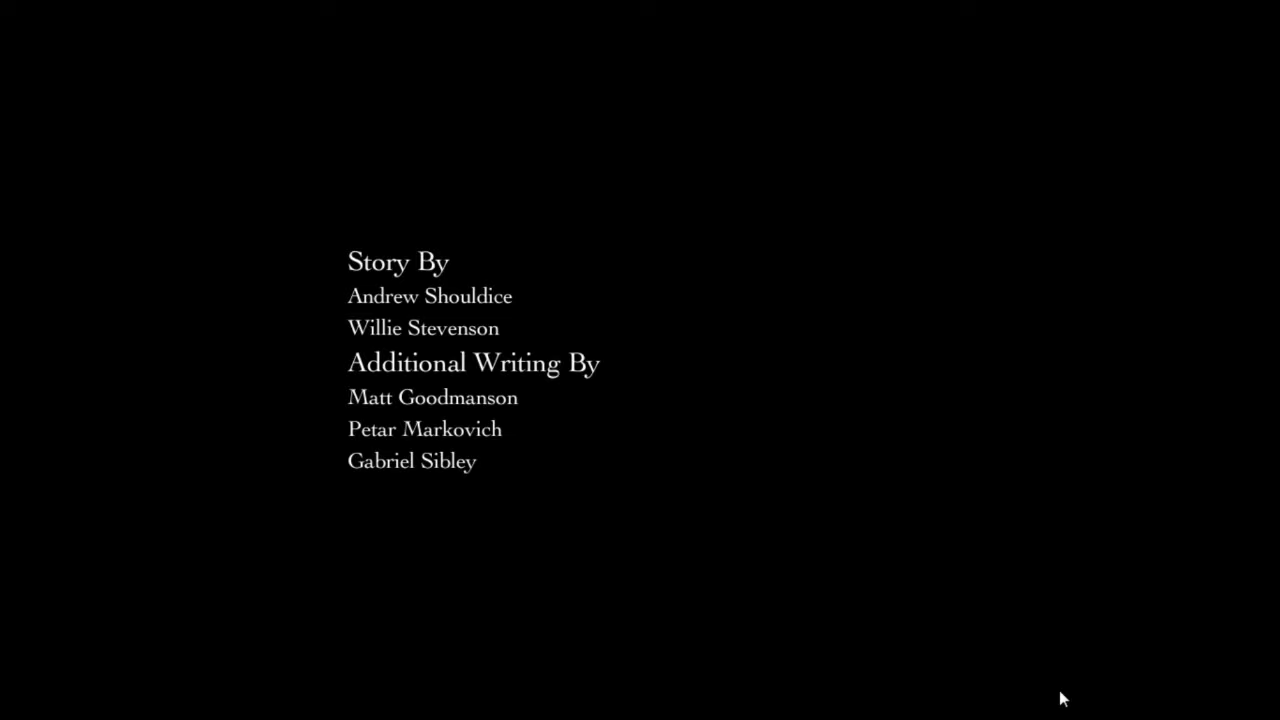 Story By
Andrew Shouldice
Willie Stevenson
Additional Writing By
Matt Goodmanson
Petar Markovich
Gabriel Sibley